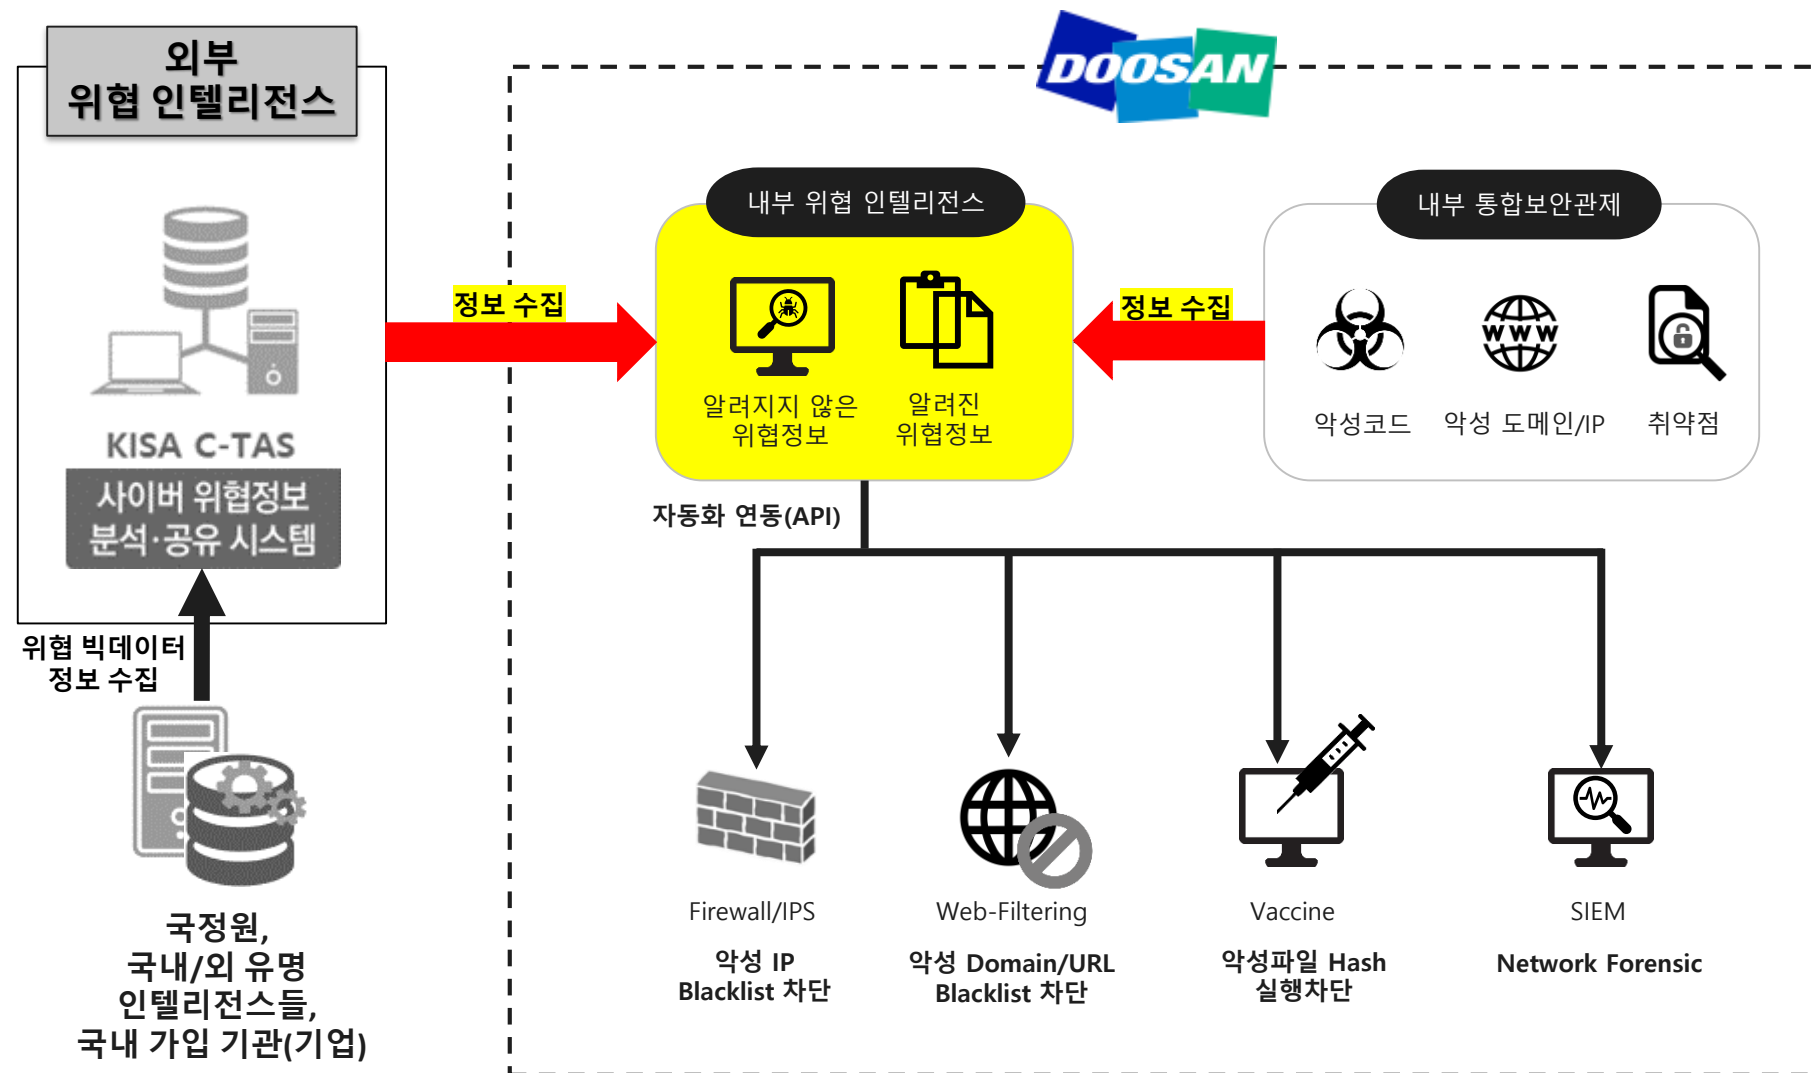 외부
위협 인텔리전스
KISA C-TAS
사이버 위협정보
분석·공유 시스템
위협 빅데이터
정보 수집
국정원,
국내/외 유명
인텔리전스들,
국내 가입 기관(기업)
정보 수집
DOOSAN
내부 위협 인텔리전스
알려지지 않은
위협정보
알려진
위협정보
정보 수집
내부 통합보안관제
WWW
악성코드
악성 도메인/IP
취약점
자동화 연동(API)
Firewall/IPS
악성 IP
Blacklist 차단
Web-Filtering
악성 Domain/URL
Blacklist 차단
Vaccine
악성파일 Hash
실행차단
SIEM
Network Forensic